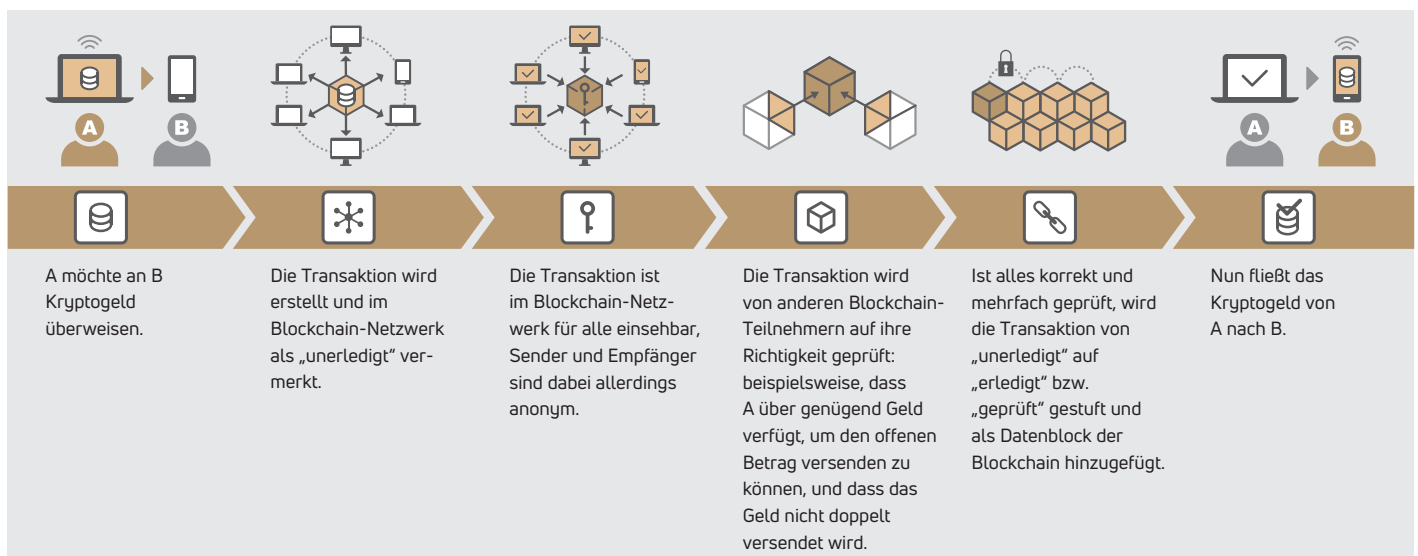 A
B
A
B
A möchte an B
Kryptogeld
überweisen.
Die Transaktion wird
erstellt und im
Blockchain-Netzwerk
als „unerledigt“ ver-
merkt.
Die Transaktion ist
im Blockchain-Netz-
werk für alle einsehbar,
Sender und Empfänger
sind dabei allerdings
anonym.
Die Transaktion wird
von anderen Blockchain-
Teilnehmern auf ihre
Richtigkeit geprüft:
beispielsweise, dass
A über genügend Geld
verfügt, um den offenen
Betrag versenden zu
können, und dass das
Geld nicht doppelt
versendet wird.
Ist alles korrekt und
mehrfach geprüft, wird
die Transaktion von
„unerledigt“ auf
„erledigt“ bzw.
„geprüft“ gestuft und
als Datenblock der
Blockchain hinzugefügt.
Nun fließt das
Kryptogeld von
A nach B.